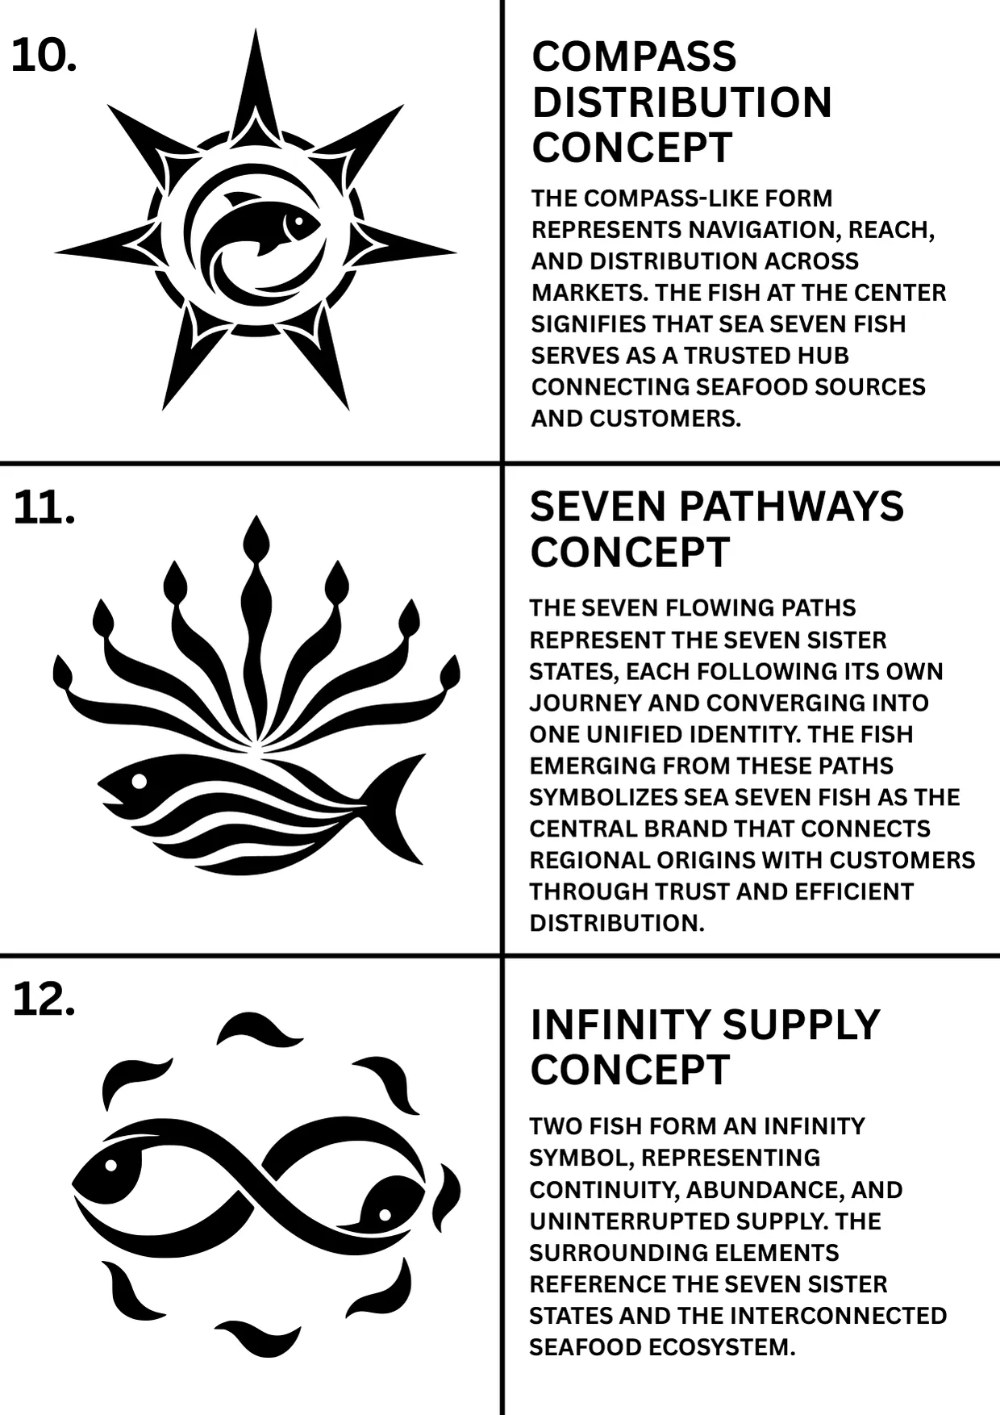 10.
COMPASS
DISTRIBUTION
CONCEPT
THE COMPASS-LIKE FORM
REPRESENTS NAVIGATION, REACH,
AND DISTRIBUTION ACROSS
MARKETS. THE FISH AT THE CENTER
SIGNIFIES THAT SEA SEVEN FISH
SERVES AS A TRUSTED HUB
CONNECTING SEAFOOD SOURCES
AND CUSTOMERS.
11.
SEVEN PATHWAYS
CONCEPT
THE SEVEN FLOWING PATHS
REPRESENT THE SEVEN SISTER
STATES, EACH FOLLOWING ITS OWN
JOURNEY AND CONVERGING INTO
ONE UNIFIED IDENTITY. THE FISH
EMERGING FROM THESE PATHS
SYMBOLIZES SEA SEVEN FISH AS THE
CENTRAL BRAND THAT CONNECTS
REGIONAL ORIGINS WITH CUSTOMERS
THROUGH TRUST AND EFFICIENT
DISTRIBUTION.
12.
INFINITY SUPPLY
CONCEPT
TWO FISH FORM AN INFINITY
SYMBOL, REPRESENTING
CONTINUITY, ABUNDANCE, AND
UNINTERRUPTED SUPPLY. THE
SURROUNDING ELEMENTS
REFERENCE THE SEVEN SISTER
STATES AND THE INTERCONNECTED
SEAFOOD ECOSYSTEM.